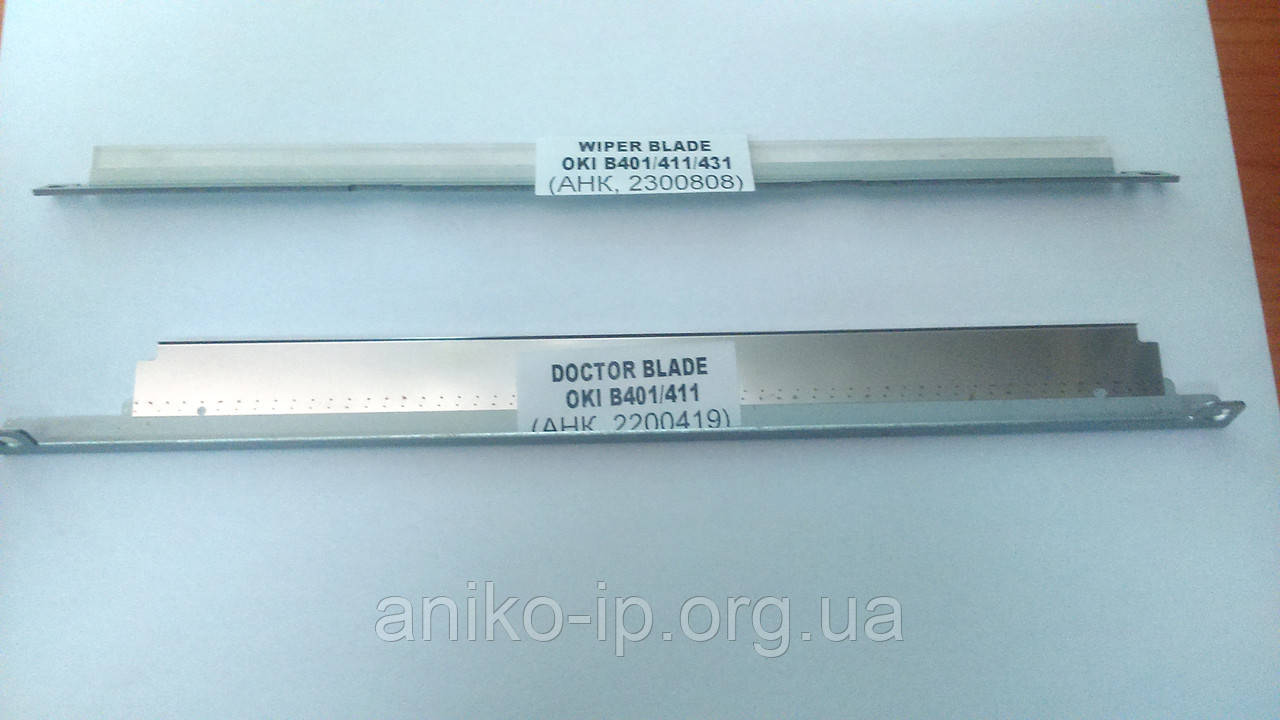 WIPER BLADE
OKI B401/411/431
(АНК, 2300808)
DOCTOR BLADE
OKI B401/411
(АНК, 2200419)
aniko-ip.org.ua